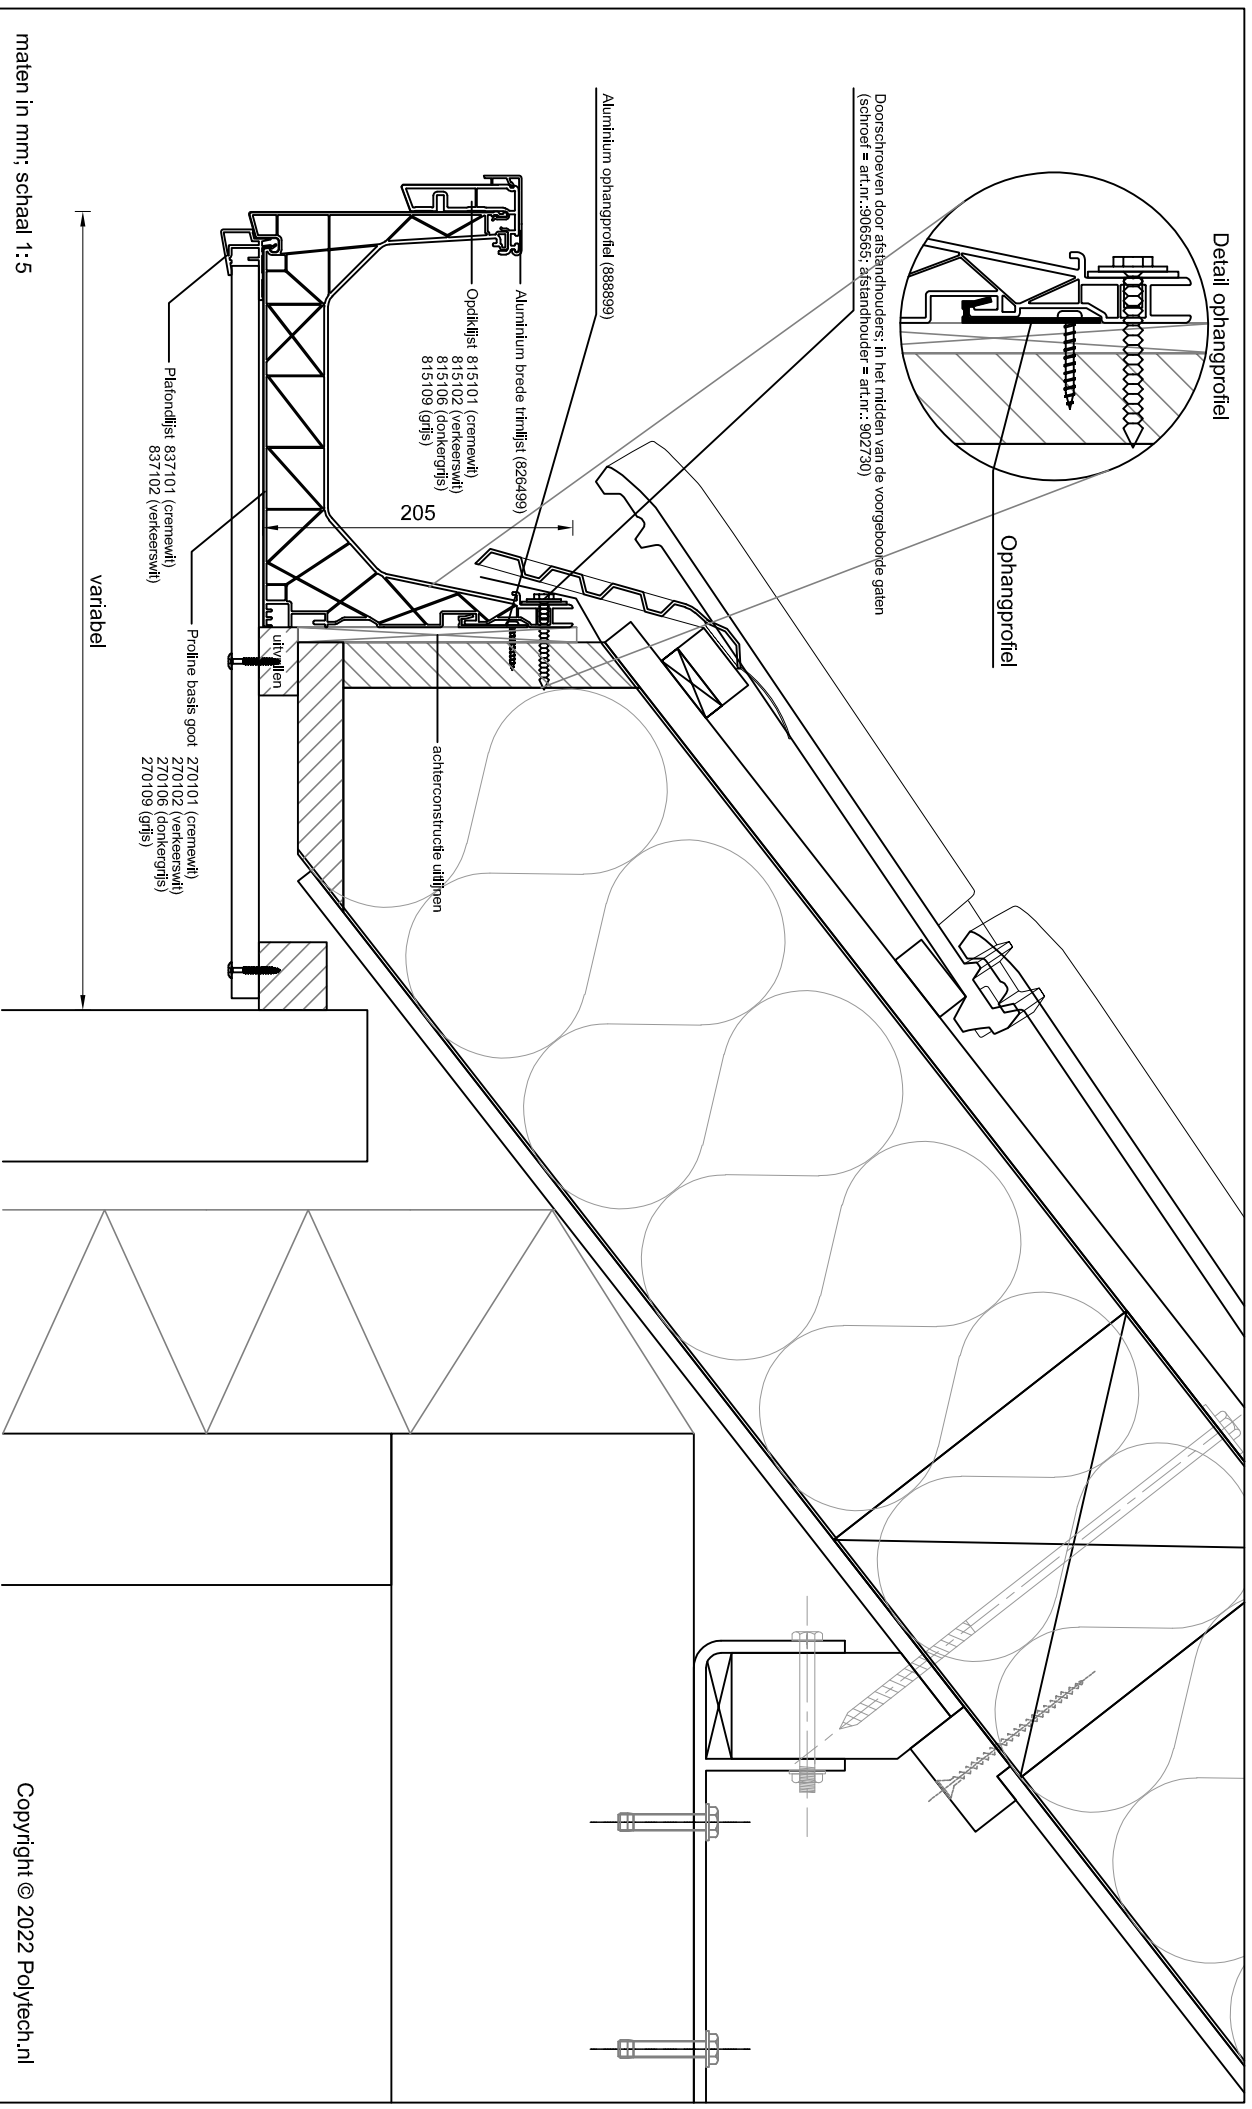 Detail ophangprofiel
Ophangprofiel
Doorschroeven door afstandhouders; in het midden van de voorgeboorde gaten
(schroef = art.nr.:906565; afstandhouder = art.nr.: 902730)
Aluminium ophangprofiel (888899)
Aluminium brede trimlijst (826499)
Opdiklijst 815101 (cremewit)
815102 (verkeerswit)
815106 (donkergrijs)
815109 (grijs)
205
achterconstructie uitlijnen
uitvullen
Proline basis goot 270101 (cremewit)
270102 (verkeerswit)
270106 (donkergrijs)
270109 (grijs)
Plafondlijst 837101 (cremewit)
837102 (verkeerswit)
variabel
maten in mm; schaal 1:5
Copyright © 2022 Polytech.nl